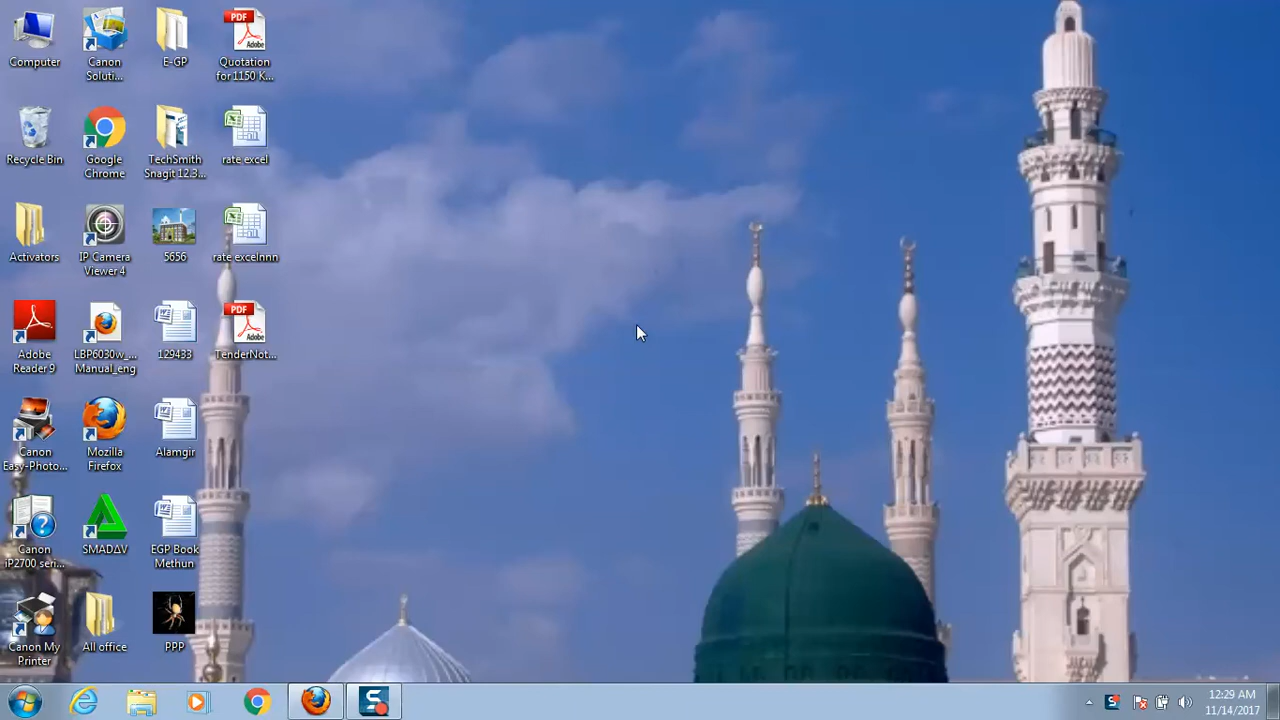 Computer
Canon
Soluti...
E-GP
PDF
Adobe
Quotation
for 1150 K...
Recycle Bin
Google
Chrome
TechSmith
Snagit 12.3...
rate excel
Activators
IP Camera
Viewer 4
5656
rate excelnnn
Adobe
Reader 9
LBP6030w_...
Manual_eng
129433
PDF
Adobe
TenderNot...
Canon
Easy-Photo...
Mozilla
Firefox
Alamgir
Canon
iP2700 seri...
SMADΔV
EGP Book
Methun
Canon My
Printer
All office
PPP
12:29 AM
11/14/2017